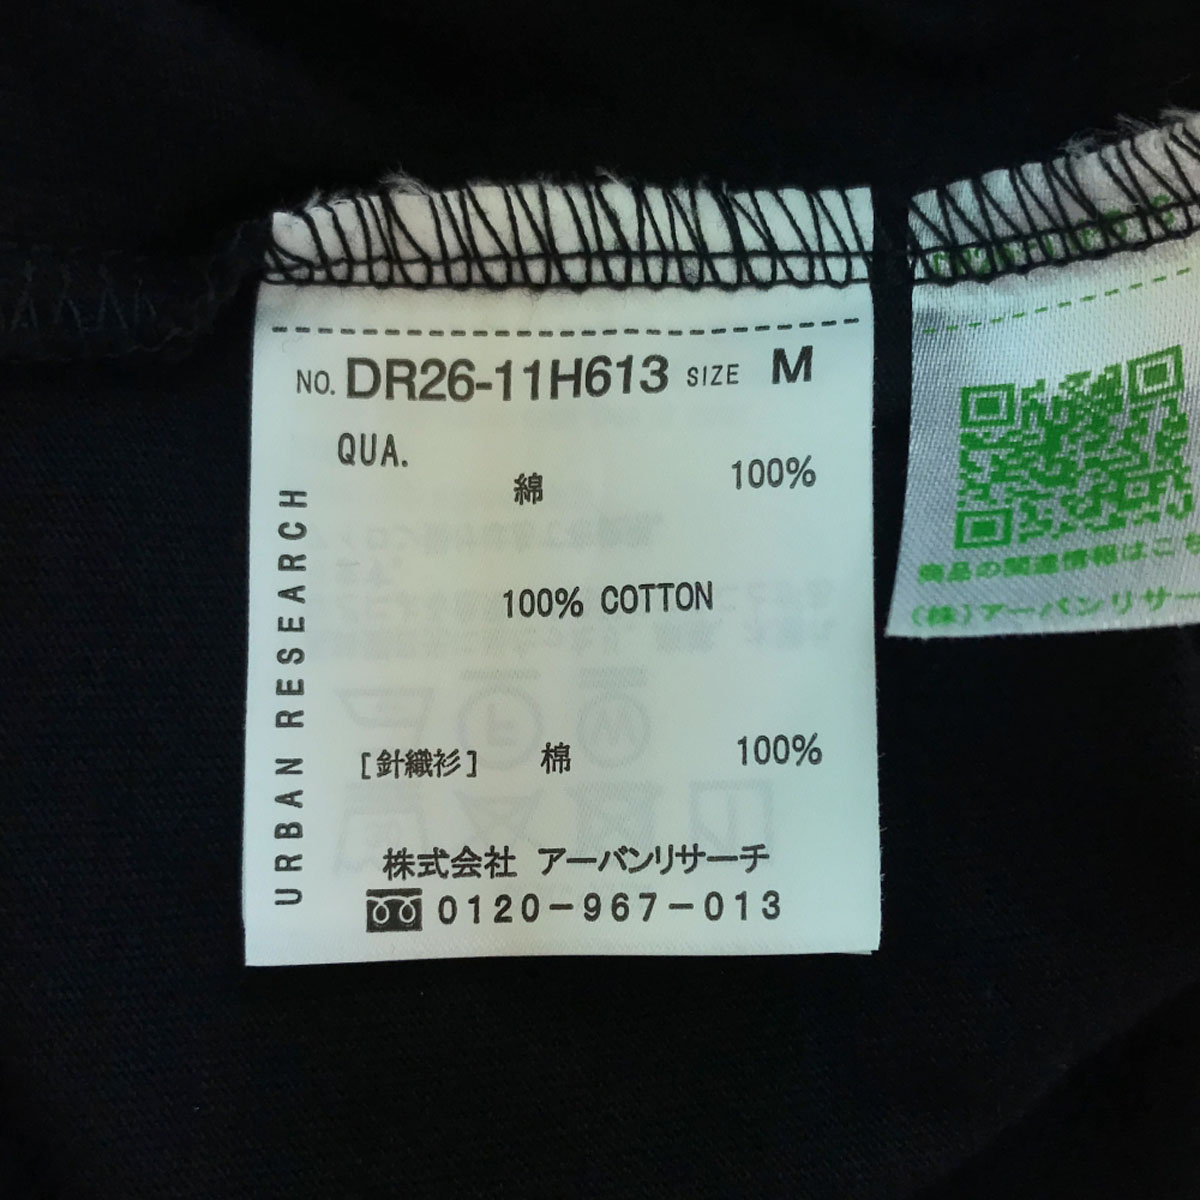 NO. DR26-11H613 SIZE M
QUA.
綿 100%
100% COTTON
[針織衫] 棉 100%
株式会社 アーバンリサーチ
0120-967-013
URBAN RESEARCH
商品の関連情報はこち
(株)アーバンリサー